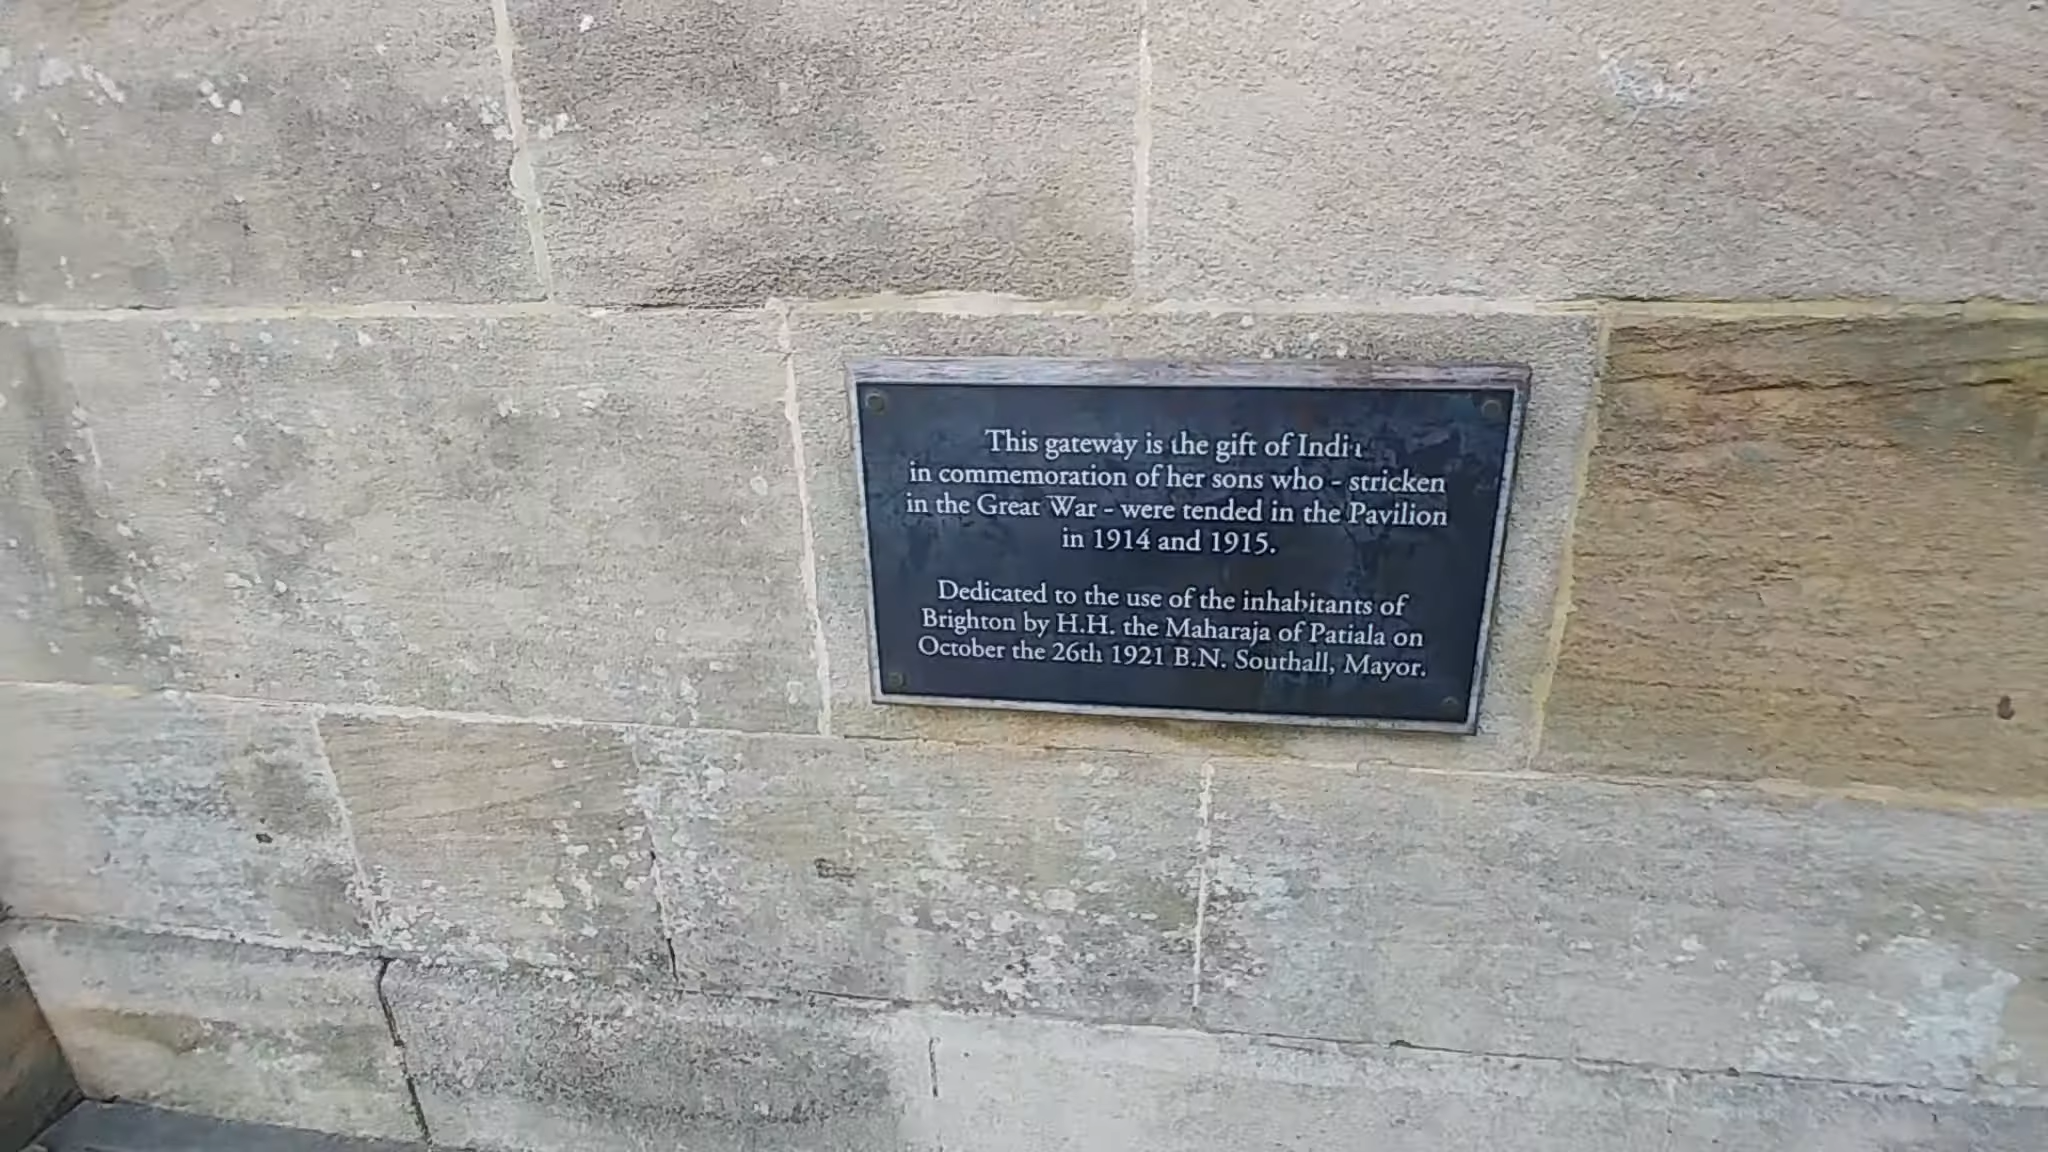 This gateway is the gift of India
in commemoration of her sons who - stricken
in the Great War - were tended in the Pavilion
in 1914 and 1915.
Dedicated to the use of the inhabitants of
Brighton by H.H. the Maharaja of Patiala on
October the 26th 1921 B.N. Southall, Mayor.